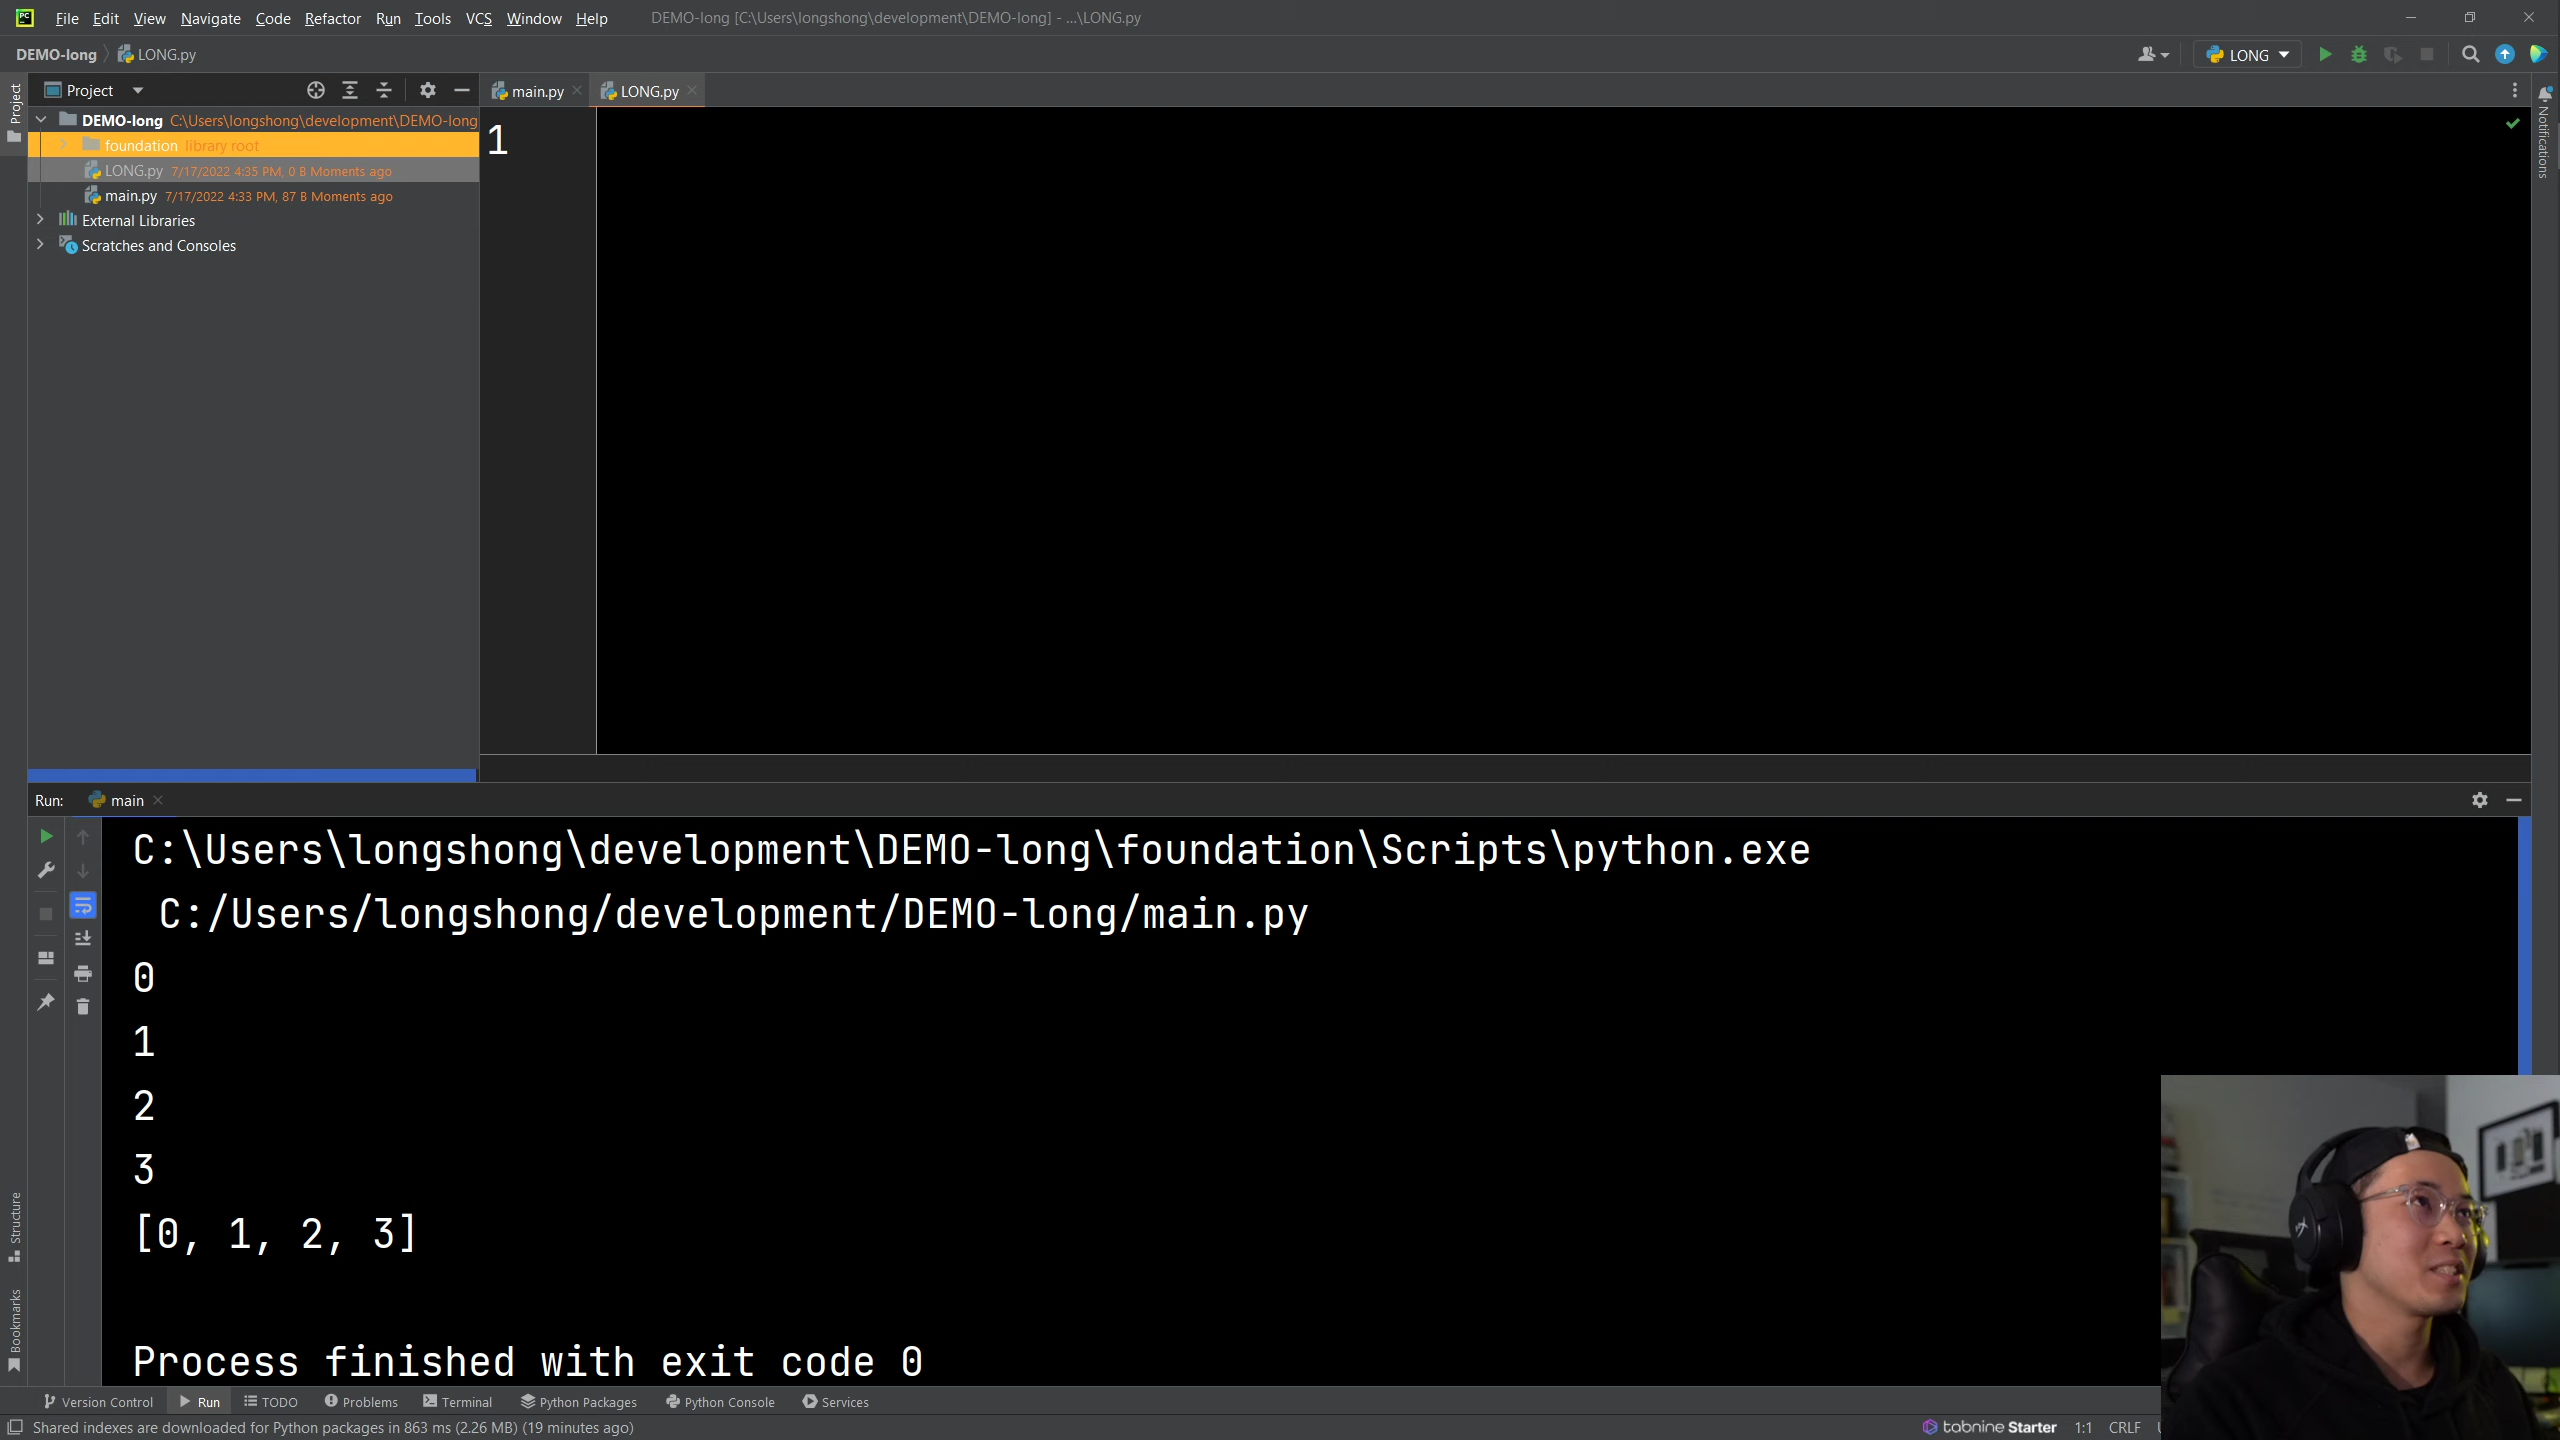 File Edit View Navigate Code Refactor Run Tools VCS Window Help DEMO-long [C:\Users\longshong\development\DEMO-long] - ...\LONG.py
DEMO-long LONG.py
LONG
Project
main.py
LONG.py
DEMO-long C:\Users\longshong\development\DEMO-long
foundation library root
LONG.py 7/17/2022 4:35 PM, 0 B Moments ago
main.py 7/17/2022 4:33 PM, 87 B Moments ago
External Libraries
Scratches and Consoles
1
Project
Notifications
Run: main
C:\Users\longshong\development\DEMO-long\foundation\Scripts\python.exe
C:/Users/longshong/development/DEMO-long/main.py
0
1
2
3
[0, 1, 2, 3]
Process finished with exit code 0
Structure
Bookmarks
Version Control Run TODO Problems Terminal Python Packages Python Console Services
Shared indexes are downloaded for Python packages in 863 ms (2.26 MB) (19 minutes ago)
tabnine Starter 1:1 CRLF